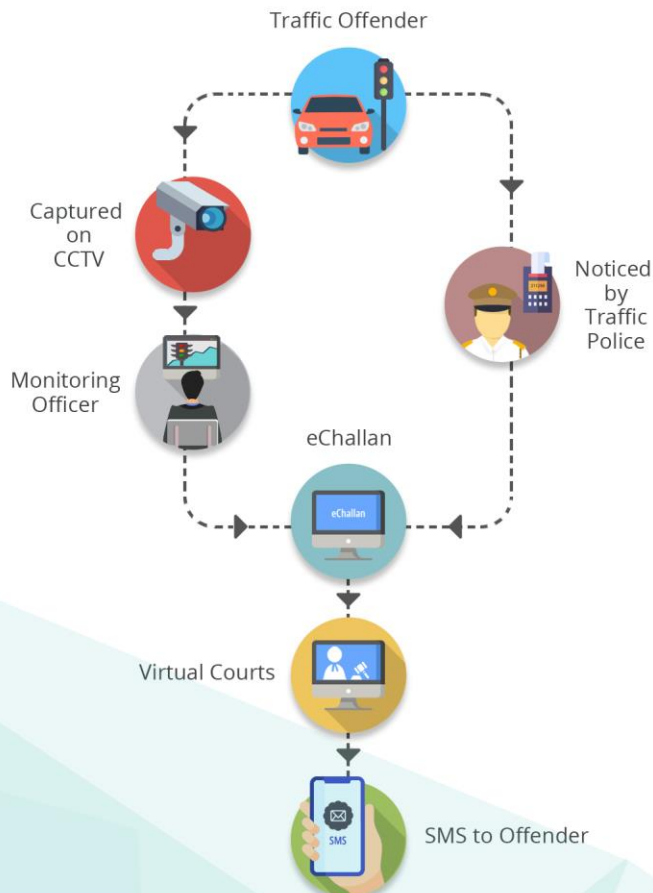 Traffic Offender
Captured
on
CCTV
Noticed
by
Traffic
Police
Monitoring
Officer
eChallan
eChallan
Virtual Courts
SMS
SMS to Offender